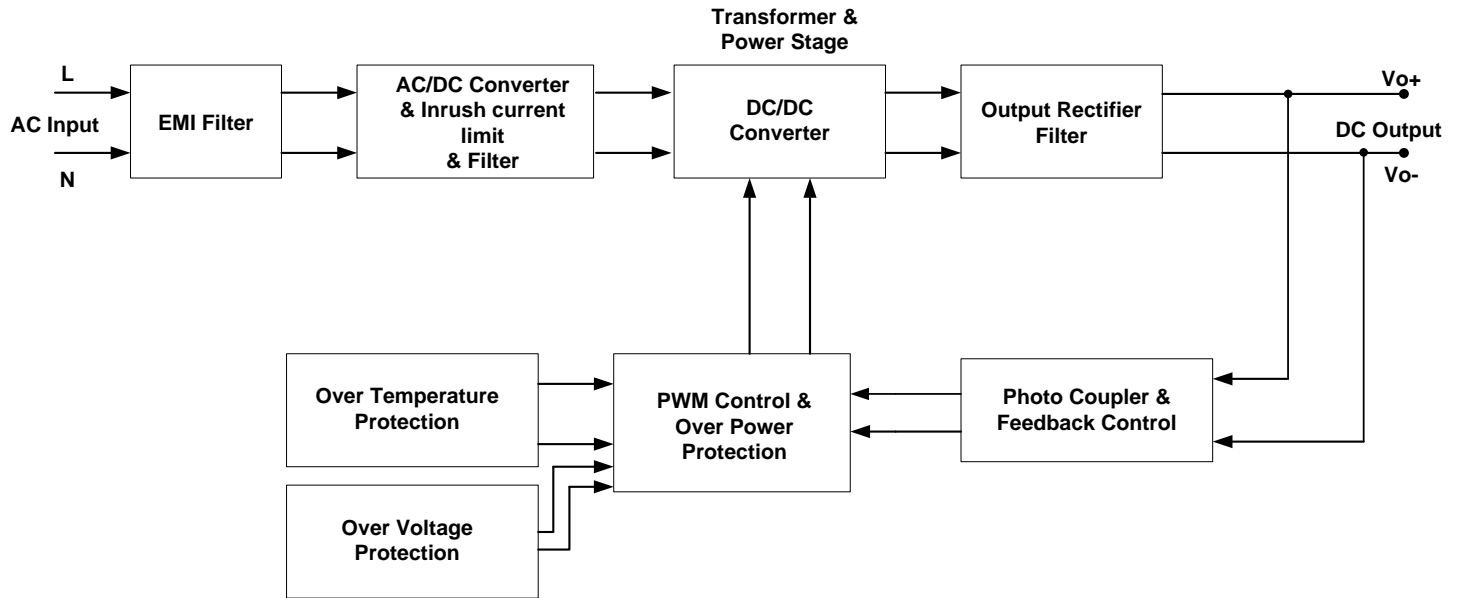 Transformer &
Power Stage
L
AC Input
N
EMI Filter
AC/DC Converter
& Inrush current
limit
& Filter
DC/DC
Converter
Output Rectifier
Filter
Vo+
DC Output
Vo-
Over Temperature
Protection
PWM Control &
Over Power
Protection
Photo Coupler &
Feedback Control
Over Voltage
Protection